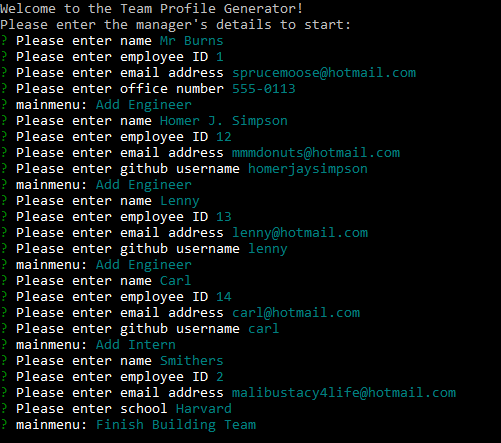 Welcome to the Team Profile Generator!
Please enter the manager's details to start:
? Please enter name Mr Burns
? Please enter employee ID 1
? Please enter email address sprucemoose@hotmail.com
? Please enter office number 555-0113
? mainmenu: Add Engineer
? Please enter name Homer J. Simpson
? Please enter employee ID 12
? Please enter email address mmmdonuts@hotmail.com
? Please enter github username homerjaysimpson
? mainmenu: Add Engineer
? Please enter name Lenny
? Please enter employee ID 13
? Please enter email address lenny@hotmail.com
? Please enter github username lenny
? mainmenu: Add Engineer
? Please enter name Carl
? Please enter employee ID 14
? Please enter email address carl@hotmail.com
? Please enter github username carl
? mainmenu: Add Intern
? Please enter name Smithers
? Please enter employee ID 2
? Please enter email address malibustacy4life@hotmail.com
? Please enter school Harvard
? mainmenu: Finish Building Team